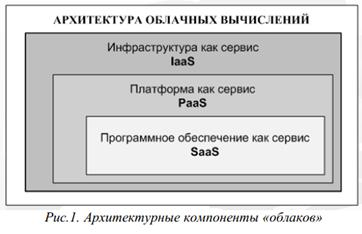 АРХИТЕКТУРА ОБЛАЧНЫХ ВЫЧИСЛЕНИЙ
Инфраструктура как сервис
IaaS
Платформа как сервис
PaaS
Программное обеспечение как сервис
SaaS
Рис.1. Архитектурные компоненты «облаков»